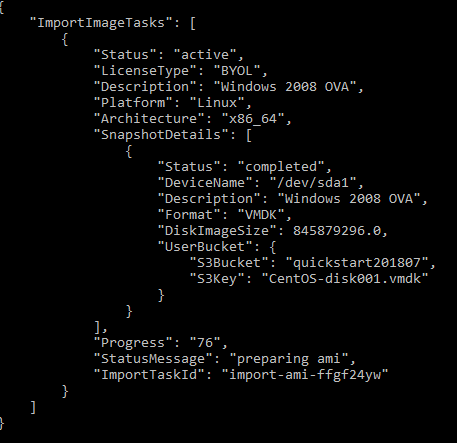 {
    "ImportImageTasks": [
        {
            "Status": "active",
            "LicenseType": "BYOL",
            "Description": "Windows 2008 OVA",
            "Platform": "Linux",
            "Architecture": "x86_64",
            "SnapshotDetails": [
                {
                    "Status": "completed",
                    "DeviceName": "/dev/sda1",
                    "Description": "Windows 2008 OVA",
                    "Format": "VMDK",
                    "DiskImageSize": 845879296.0,
                    "UserBucket": {
                        "S3Bucket": "quickstart201807",
                        "S3Key": "CentOS-disk001.vmdk"
                    }
                }
            ],
            "Progress": "76",
            "StatusMessage": "preparing ami",
            "ImportTaskId": "import-ami-ffgf24yw"
        }
    ]
}